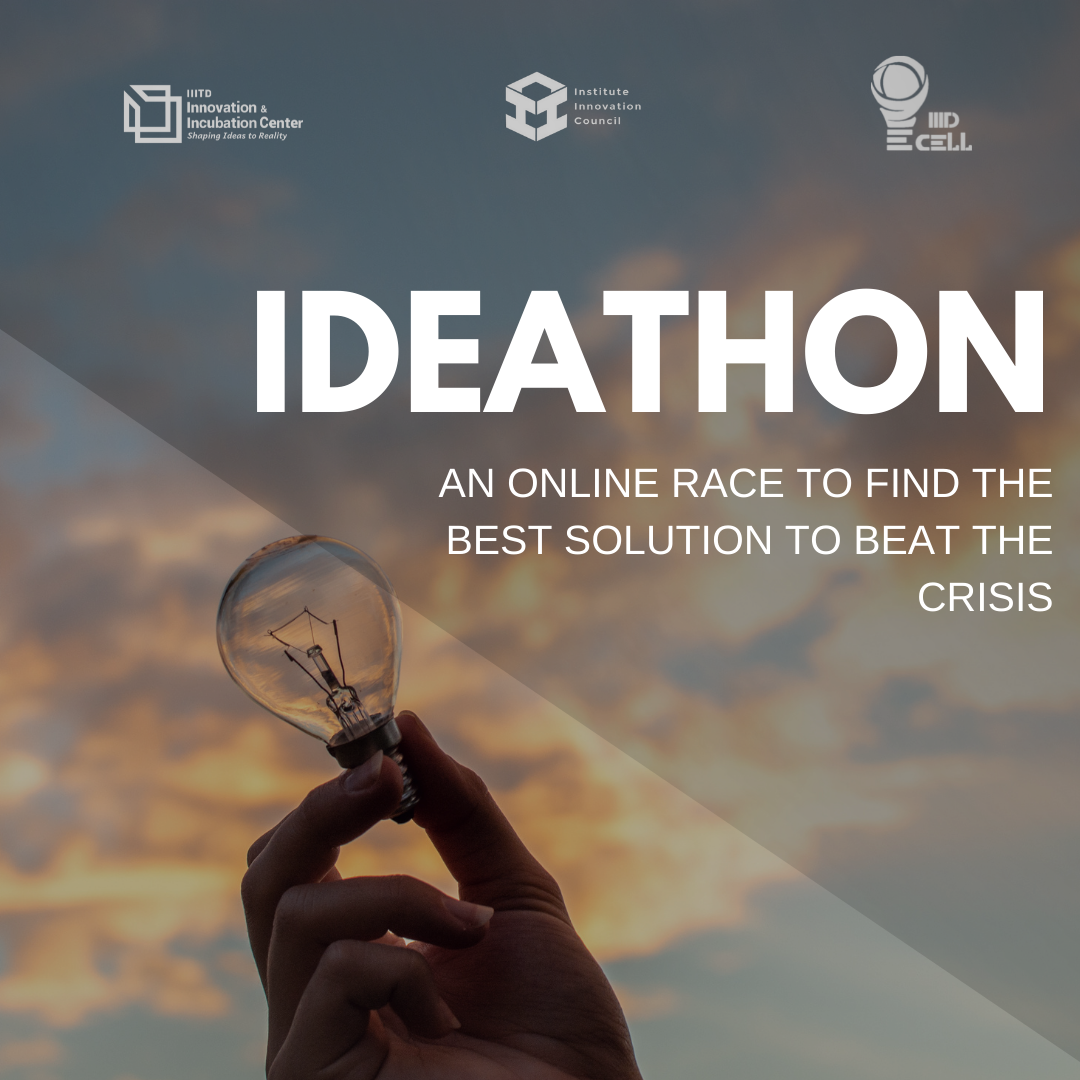 IIITD
Innovation &
Incubation Center
Shaping Ideas to Reality
Institute
Innovation
Council
IIID
E CELL
IDEATHON
AN ONLINE RACE TO FIND THE
BEST SOLUTION TO BEAT THE
CRISIS